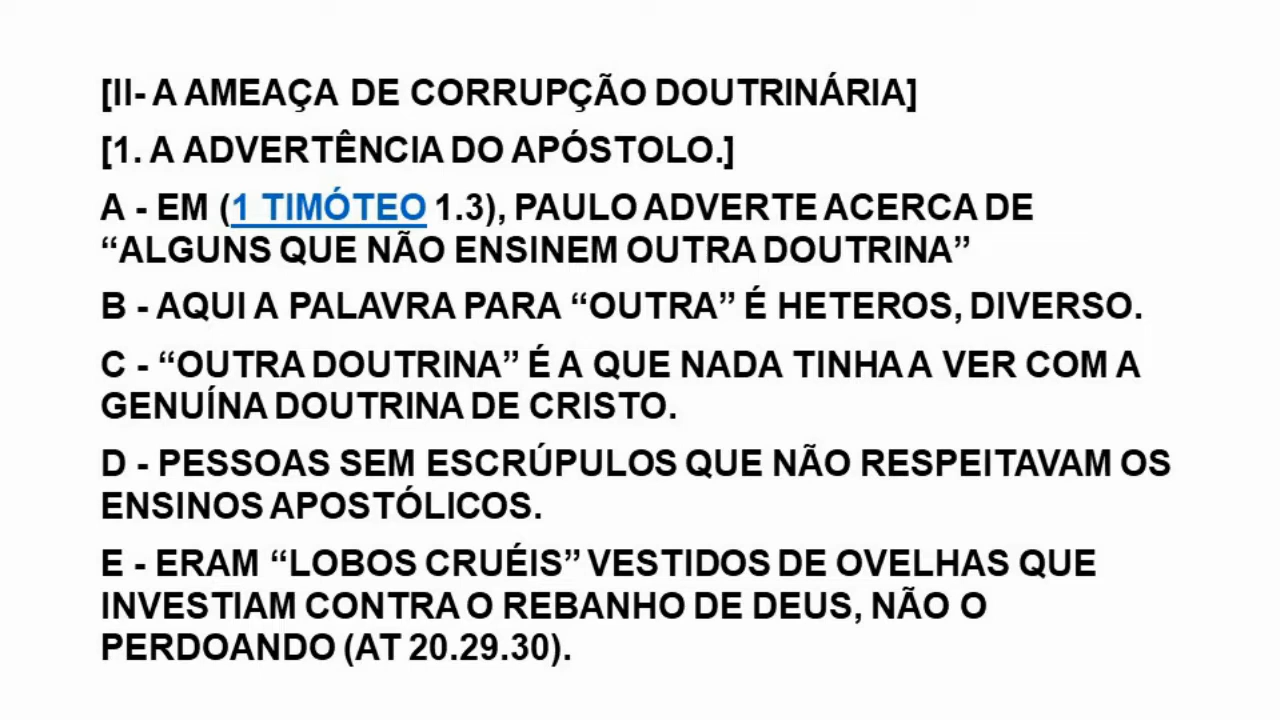 [II- A AMEAÇA DE CORRUPÇÃO DOUTRINÁRIA]
[1. A ADVERTÊNCIA DO APÓSTOLO.]
A - EM (1 TIMÓTEO 1.3), PAULO ADVERTE ACERCA DE
“ALGUNS QUE NÃO ENSINEM OUTRA DOUTRINA”
B - AQUI A PALAVRA PARA “OUTRA” É HETEROS, DIVERSO.
C - “OUTRA DOUTRINA” É A QUE NADA TINHA A VER COM A
GENUÍNA DOUTRINA DE CRISTO.
D - PESSOAS SEM ESCRÚPULOS QUE NÃO RESPEITAVAM OS
ENSINOS APOSTÓLICOS.
E - ERAM “LOBOS CRUÉIS” VESTIDOS DE OVELHAS QUE
INVESTIAM CONTRA O REBANHO DE DEUS, NÃO O
PERDOANDO (AT 20.29.30).